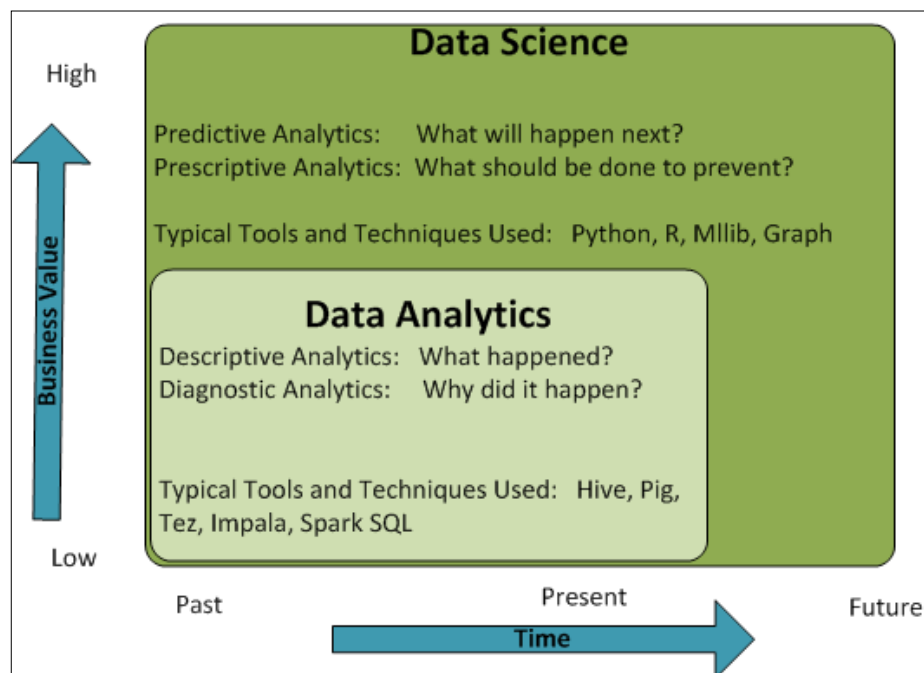 Data Science
High
Predictive Analytics: What will happen next?
Prescriptive Analytics: What should be done to prevent?
Typical Tools and Techniques Used: Python, R, Mllib, Graph
Business Value
Data Analytics
Descriptive Analytics: What happened?
Diagnostic Analytics: Why did it happen?
Typical Tools and Techniques Used: Hive, Pig,
Tez, Impala, Spark SQL
Low
Past
Present
Future
Time